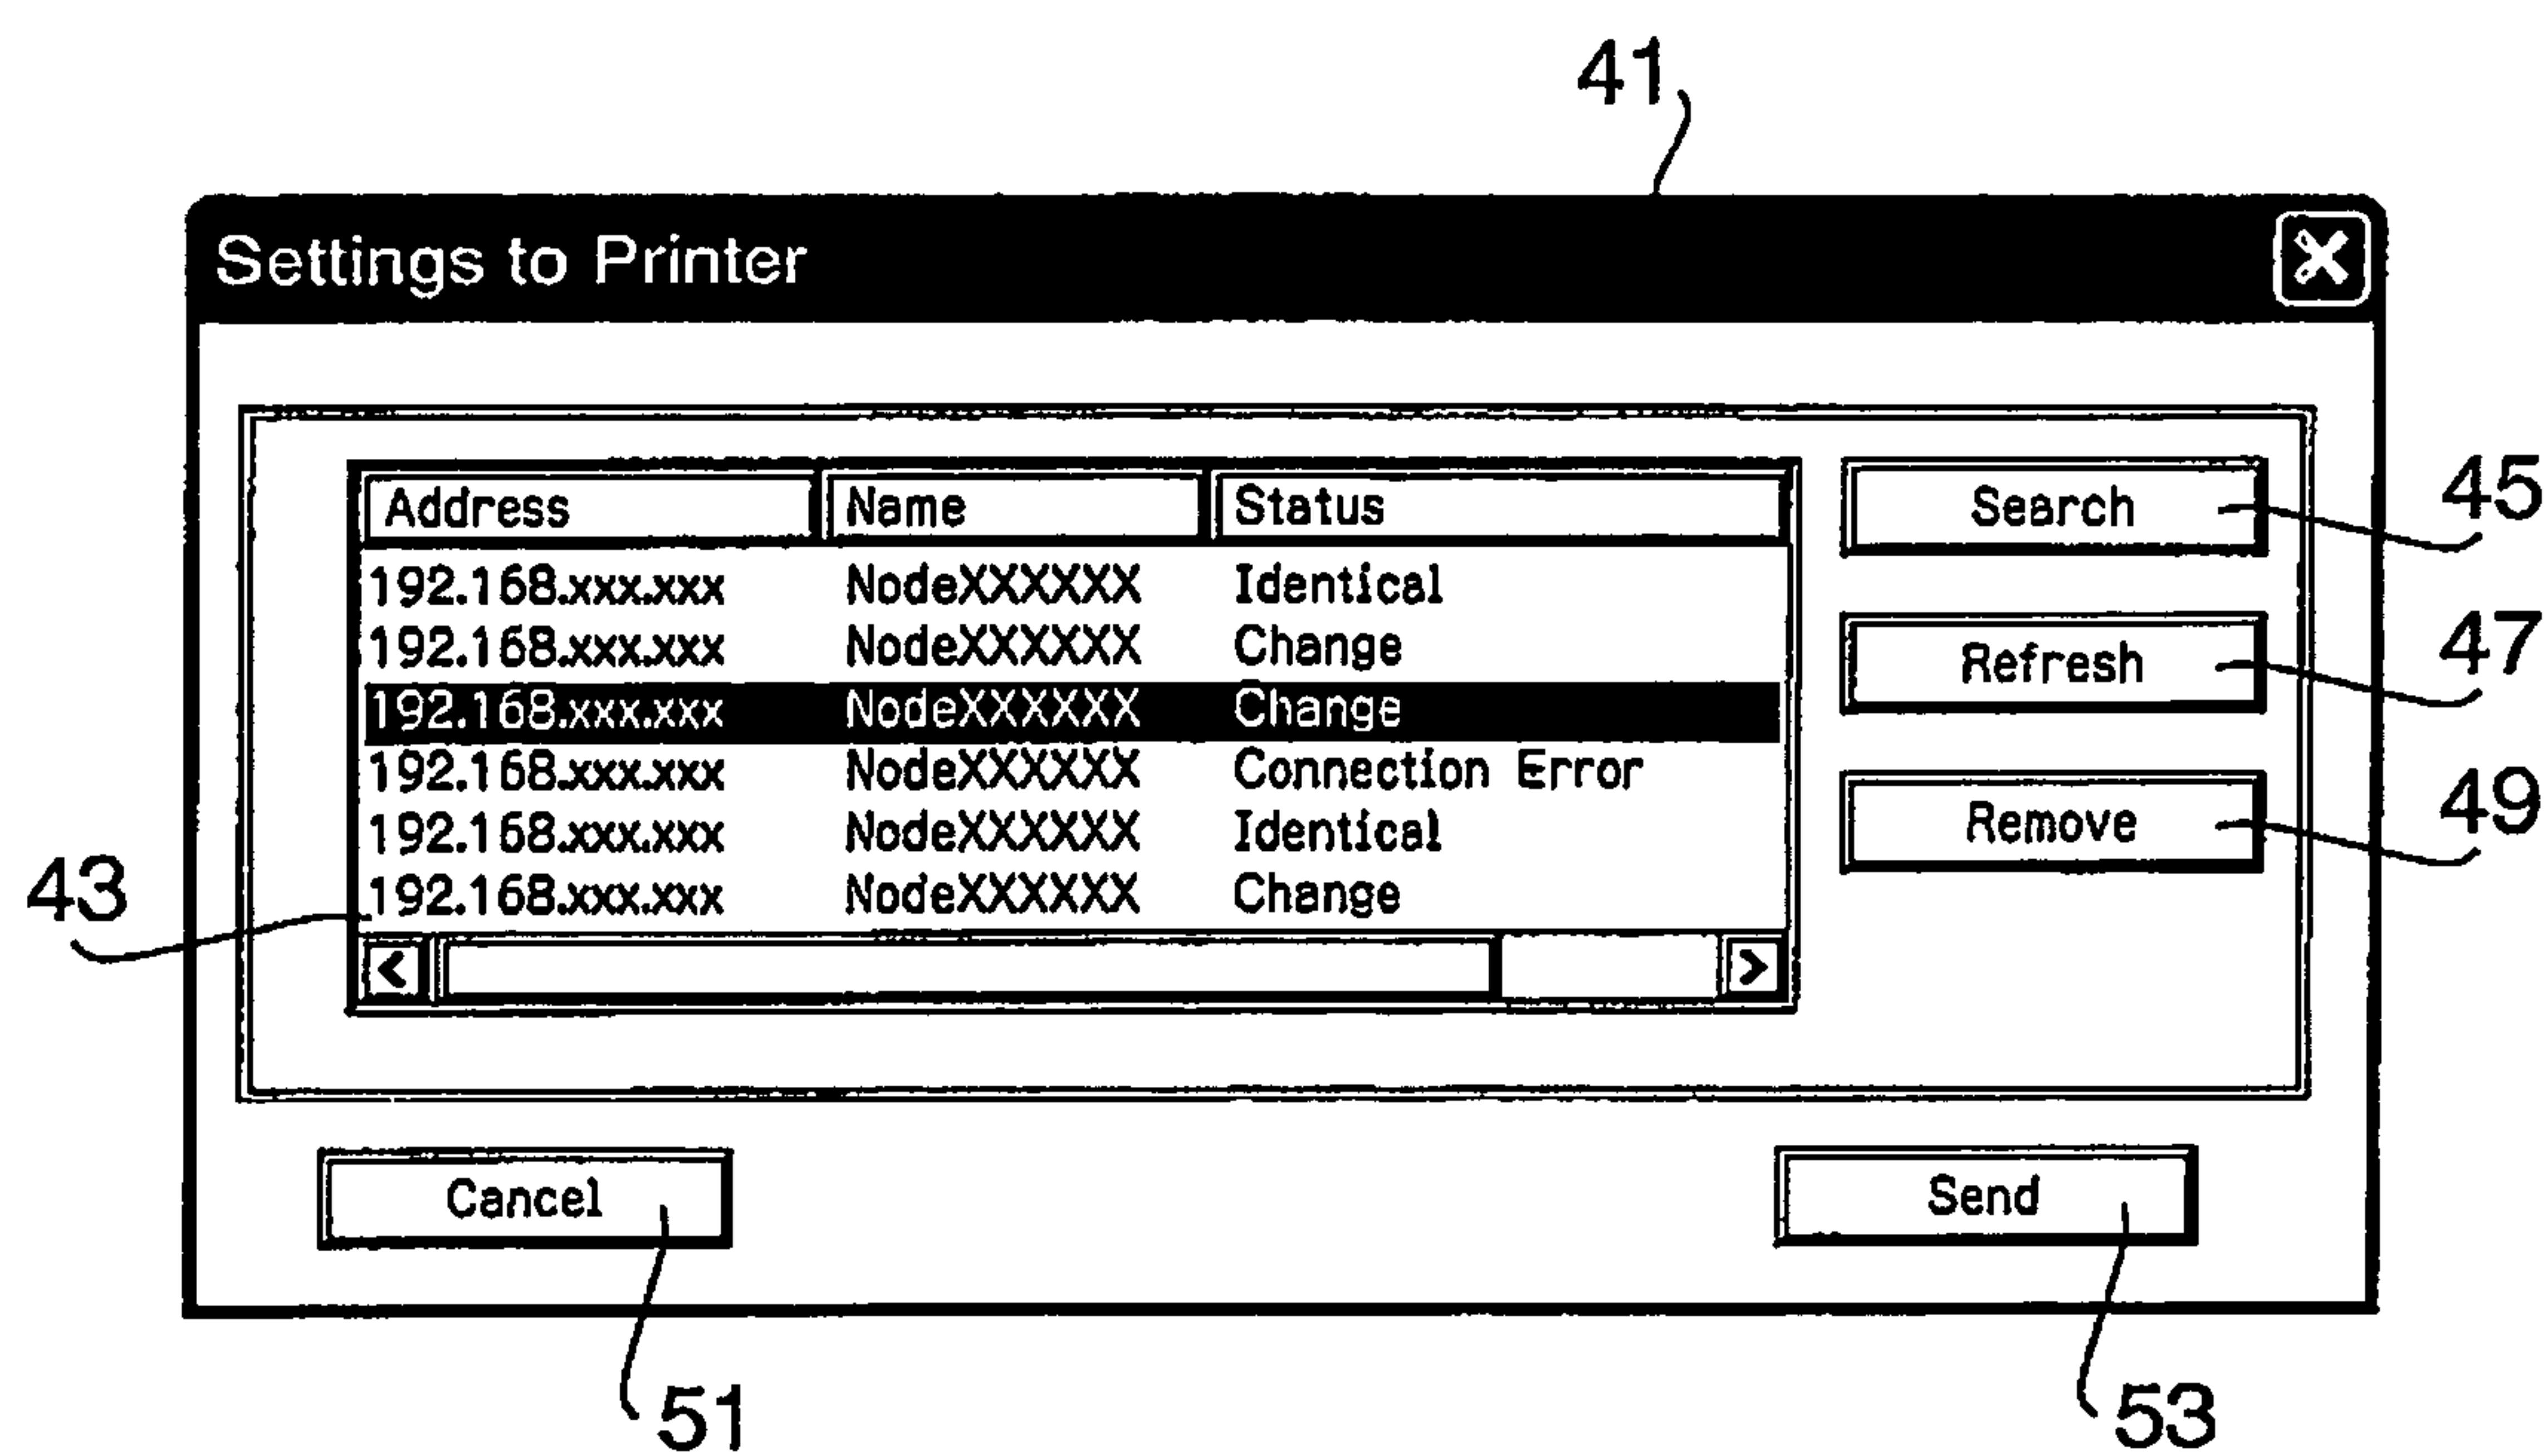 41
Settings to Printer
Address Name Status
192.168.xxx.xxx NodeXXXXXX Identical
192.168.xxx.xxx NodeXXXXXX Change
192.168.xxx.xxx NodeXXXXXX Change
192.168.xxx.xxx NodeXXXXXX Connection Error
192.168.xxx.xxx NodeXXXXXX Identical
192.168.xxx.xxx NodeXXXXXX Change
Search 45
Refresh 47
Remove 49
43
Cancel Send
51 53